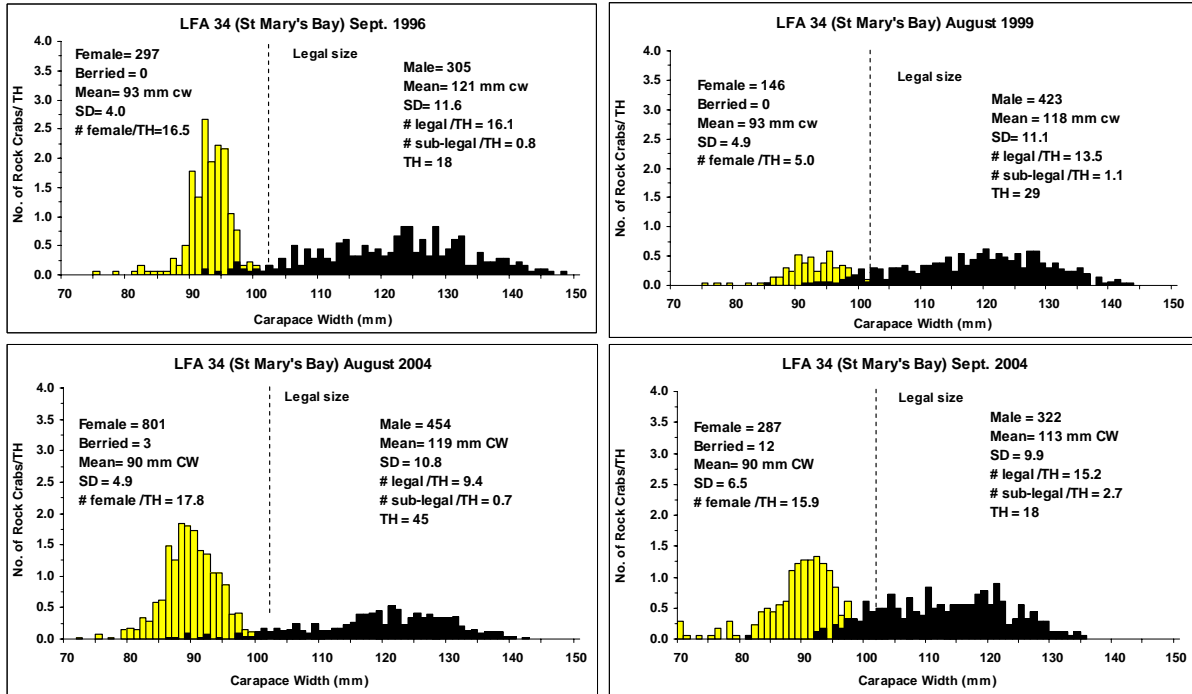 LFA 34 (St Mary's Bay) Sept. 1996
Legal size
Female= 297
Berried = 0
Mean= 93 mm cw
SD= 4.0
# female/TH=16.5
Male= 305
Mean= 121 mm cw
SD= 11.6
# legal/TH = 16.1
# sub-legal/TH = 0.8
TH = 18
No. of Rock Crabs/ TH
4.0
3.5
3.0
2.5
2.0
1.5
1.0
0.5
0.0
70 80 90 100 110 120 130 140 150
Carapace Width (mm)
LFA 34 (St Mary's Bay) August 1999
Legal size
Female = 146
Berried = 0
Mean = 93 mm cw
SD = 4.9
# female /TH = 5.0
Male = 423
Mean = 118 mm cw
SD= 11.1
# legal /TH = 13.5
# sub-legal /TH = 1.1
TH = 29
No. of Rock Crabs/ TH
4.0
3.5
3.0
2.5
2.0
1.5
1.0
0.5
0.0
70 80 90 100 110 120 130 140 150
Carapace Width (mm)
LFA 34 (St Mary's Bay) August 2004
Legal size
Female = 801
Berried = 3
Mean= 90 mm CW
SD = 4.9
# female /TH = 17.8
Male = 454
Mean= 119 mm CW
SD = 10.8
# legal /TH = 9.4
# sub-legal /TH = 0.7
TH = 45
No. of Rock Crabs/TH
4.0
3.5
3.0
2.5
2.0
1.5
1.0
0.5
0.0
70 80 90 100 110 120 130 140 150
Carapace Width (mm)
LFA 34 (St Mary's Bay) Sept. 2004
Legal size
Female = 287
Berried = 12
Mean= 90 mm CW
SD = 6.5
# female /TH = 15.9
Male = 322
Mean= 113 mm CW
SD = 9.9
# legal /TH = 15.2
# sub-legal /TH = 2.7
TH = 18
No. of Rock Crabs/TH
4.0
3.5
3.0
2.5
2.0
1.5
1.0
0.5
0.0
70 80 90 100 110 120 130 140 150
Carapace Width (mm)